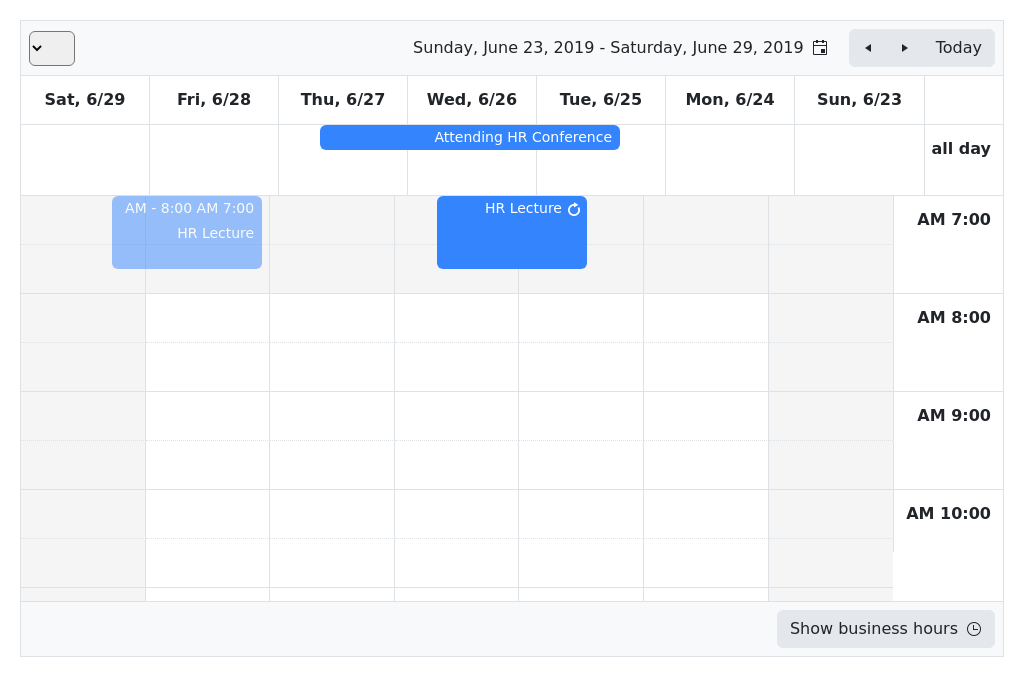 Sunday, June 23, 2019 - Saturday, June 29, 2019
Today
Sat, 6/29
Fri, 6/28
Thu, 6/27
Wed, 6/26
Tue, 6/25
Mon, 6/24
Sun, 6/23
Attending HR Conference
all day
AM - 8:00 AM 7:00
HR Lecture
HR Lecture
AM 7:00
AM 8:00
AM 9:00
AM 10:00
Show business hours